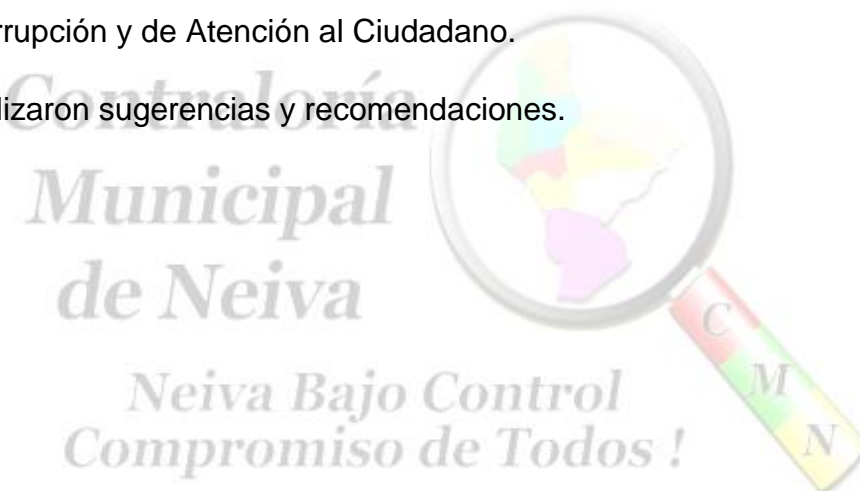 rrupción y de Atención al Ciudadano.
lizaron sugerencias y recomendaciones.
Contraloría
Municipal
de Neiva
Neiva Bajo Control
Compromiso de Todos !
C
M
N